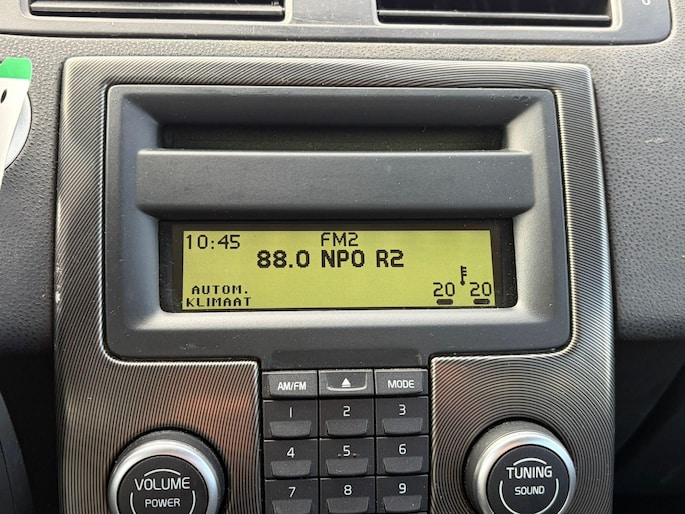 10:45 FM2
88.0 NPO R2
AUTOM.
KLIMAAT
20 20
AM/FM MODE
1 2 3
4 5 6
7 8 9
VOLUME
POWER
TUNING
SOUND